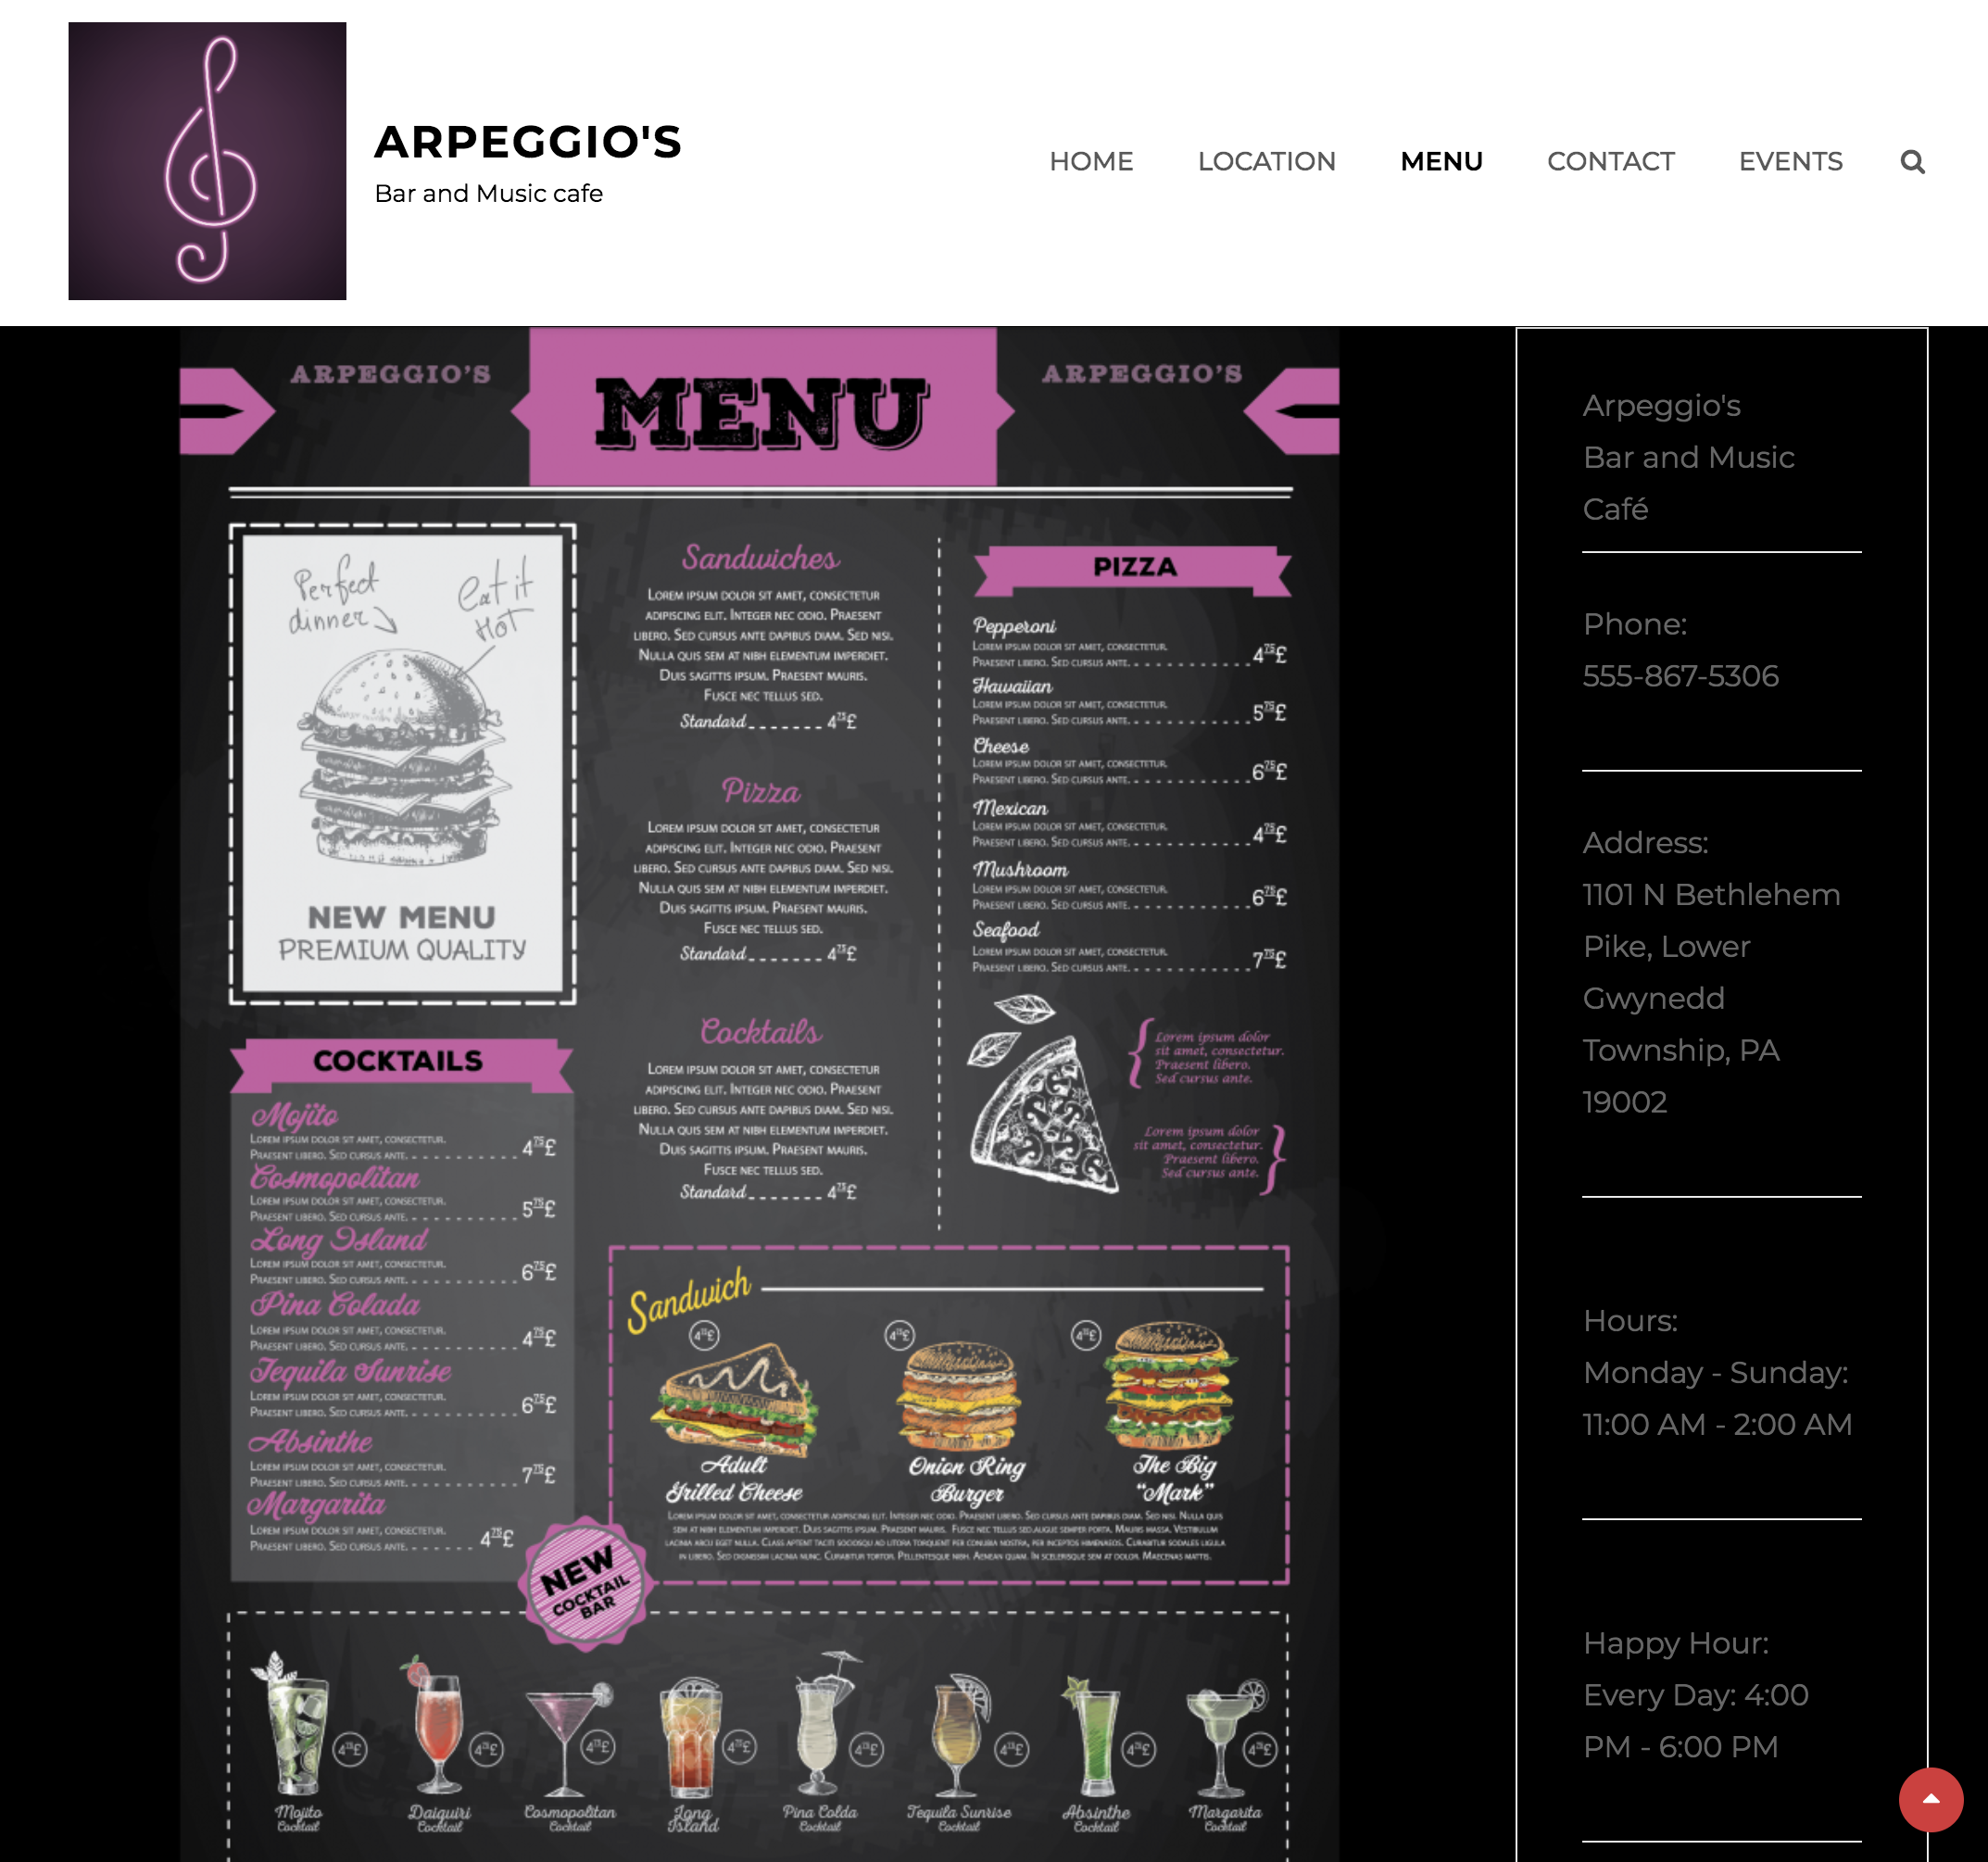 ARPEGGIO'S
Bar and Music cafe
HOME
LOCATION
MENU
CONTACT
EVENTS
ARPEGGIO'S
MENU
ARPEGGIO'S
Perfect
dinner
eat it
HOT
NEW MENU
PREMIUM QUALITY
COCKTAILS
Mojito
Lorem ipsum dolor sit amet, consectetur.
Praesent libero. Sed cursus ante. 4 75 £
Cosmopolitan
Lorem ipsum dolor sit amet, consectetur.
Praesent libero. Sed cursus ante. 5 75 £
Long Island
Lorem ipsum dolor sit amet, consectetur.
Praesent libero. Sed cursus ante. 6 75 £
Pina Colada
Lorem ipsum dolor sit amet, consectetur.
Praesent libero. Sed cursus ante. 4 75 £
Tequila Sunrise
Lorem ipsum dolor sit amet, consectetur.
Praesent libero. Sed cursus ante. 6 75 £
Absinthe
Lorem ipsum dolor sit amet, consectetur.
Praesent libero. Sed cursus ante. 7 75 £
Margarita
Lorem ipsum dolor sit amet, consectetur.
Praesent libero. Sed cursus ante. 4 75 £
Sandwiches
Lorem ipsum dolor sit amet, consectetur
adipiscing elit. Integer nec odio. Praesent
libero. Sed cursus ante dapibus diam. Sed nisi.
Nulla quis sem at nibh elementum imperdiet.
Duis sagittis ipsum. Praesent mauris.
Fusce nec tellus sed.
Standard 4 75 £
Pizza
Lorem ipsum dolor sit amet, consectetur
adipiscing elit. Integer nec odio. Praesent
libero. Sed cursus ante dapibus diam. Sed nisi.
Nulla quis sem at nibh elementum imperdiet.
Duis sagittis ipsum. Praesent mauris.
Fusce nec tellus sed.
Standard 4 75 £
Cocktails
Lorem ipsum dolor sit amet, consectetur
adipiscing elit. Integer nec odio. Praesent
libero. Sed cursus ante dapibus diam. Sed nisi.
Nulla quis sem at nibh elementum imperdiet.
Duis sagittis ipsum. Praesent mauris.
Fusce nec tellus sed.
Standard 4 75 £
PIZZA
Pepperoni
Lorem ipsum dolor sit amet, consectetur.
Praesent libero. Sed cursus ante. 4 75 £
Hawaiian
Lorem ipsum dolor sit amet, consectetur.
Praesent libero. Sed cursus ante. 5 75 £
Cheese
Lorem ipsum dolor sit amet, consectetur.
Praesent libero. Sed cursus ante. 6 75 £
Mexican
Lorem ipsum dolor sit amet, consectetur.
Praesent libero. Sed cursus ante. 4 75 £
Mushroom
Lorem ipsum dolor sit amet, consectetur.
Praesent libero. Sed cursus ante. 6 75 £
Seafood
Lorem ipsum dolor sit amet, consectetur.
Praesent libero. Sed cursus ante. 7 75 £
Lorem ipsum dolor
sit amet, consectetur.
Praesent libero.
Sed cursus ante.
Lorem ipsum dolor
sit amet, consectetur.
Praesent libero.
Sed cursus ante.
Sandwich
4 75 £
4 75 £
4 75 £
Adult
Grilled Cheese
Onion Ring
Burger
The Big
"Mark"
Lorem ipsum dolor sit amet, consectetur adipiscing elit. Integer nec odio. Praesent libero. Sed cursus ante dapibus diam. Sed nisi. Nulla quis
sem at nibh elementum imperdiet. Duis sagittis ipsum. Praesent mauris. Fusce nec tellus sed augue semper porta. Mauris massa. Vestibulum
lacinia arcu eget nulla. Class aptent taciti sociosqu ad litora torquent per conubia nostra, per inceptos himenaeos. Curabitur sodales ligula
in libero. Sed dignissim lacinia nunc. Curabitur tortor. Pellentesque nibh. Aenean quam. In scelerisque sem at dolor. Maecenas mattis.
NEW
COCKTAIL
BAR
4 75 £
4 75 £
4 75 £
4 75 £
4 75 £
4 75 £
4 75 £
4 75 £
Mojito
Cocktail
Daiquiri
Cocktail
Cosmopolitan
Cocktail
Long
Island
Pina Colda
Cocktail
Tequila Sunrise
Cocktail
Absinthe
Cocktail
Margarita
Cocktail
Arpeggio's
Bar and Music
Café
Phone:
555-867-5306
Address:
1101 N Bethlehem
Pike, Lower
Gwynedd
Township, PA
19002
Hours:
Monday - Sunday:
11:00 AM - 2:00 AM
Happy Hour:
Every Day: 4:00
PM - 6:00 PM